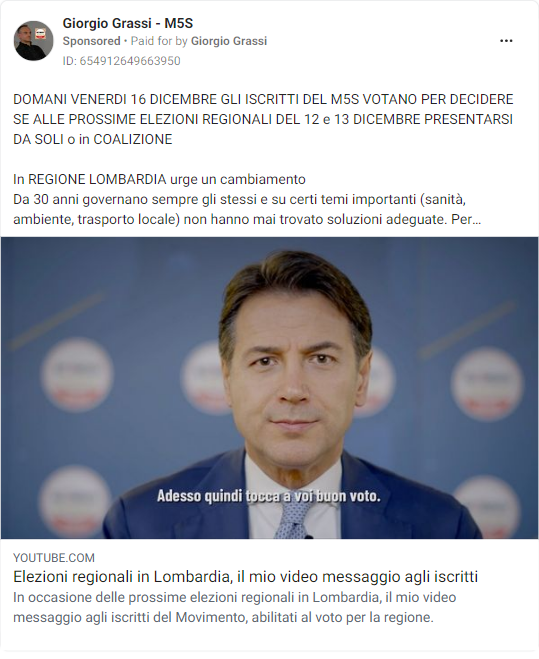 Giorgio Grassi - M5S
Sponsored • Paid for by Giorgio Grassi
ID: 654912649663950
DOMANI VENERDI 16 DICEMBRE GLI ISCRITTI DEL M5S VOTANO PER DECIDERE
SE ALLE PROSSIME ELEZIONI REGIONALI DEL 12 e 13 DICEMBRE PRESENTARSI
DA SOLI o in COALIZIONE
In REGIONE LOMBARDIA urge un cambiamento
Da 30 anni governano sempre gli stessi e su certi temi importanti (sanità,
ambiente, trasporto locale) non hanno mai trovato soluzioni adeguate. Per...
Adesso quindi tocca a voi buon voto.
YOUTUBE.COM
Elezioni regionali in Lombardia, il mio video messaggio agli iscritti
In occasione delle prossime elezioni regionali in Lombardia, il mio video
messaggio agli iscritti del Movimento, abilitati al voto per la regione.